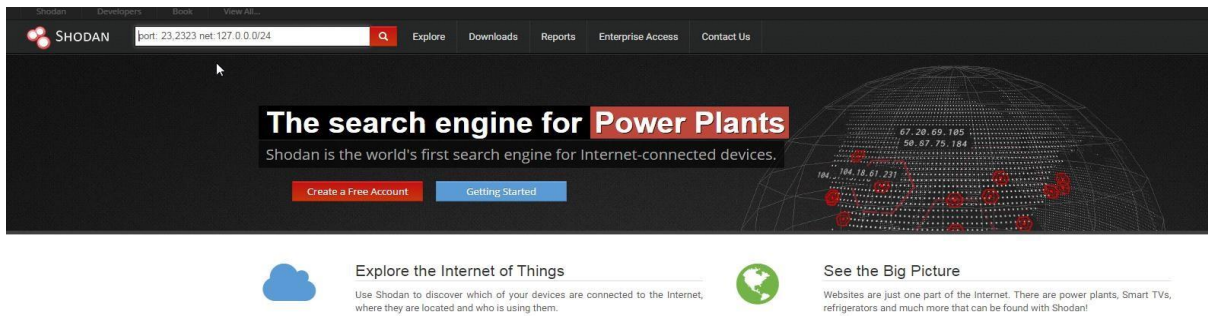 Shodan Developers Book View All...
SHODAN port: 23,2323 net:127.0.0.0/24 Explore Downloads Reports Enterprise Access Contact Us
The search engine for Power Plants
Shodan is the world's first search engine for Internet-connected devices.
Create a Free Account Getting Started
67.20.69.105
50.87.75.184
104.18.61.231
104.
Explore the Internet of Things
Use Shodan to discover which of your devices are connected to the Internet,
where they are located and who is using them.
See the Big Picture
Websites are just one part of the Internet. There are power plants, Smart TVs,
refrigerators and much more that can be found with Shodan!